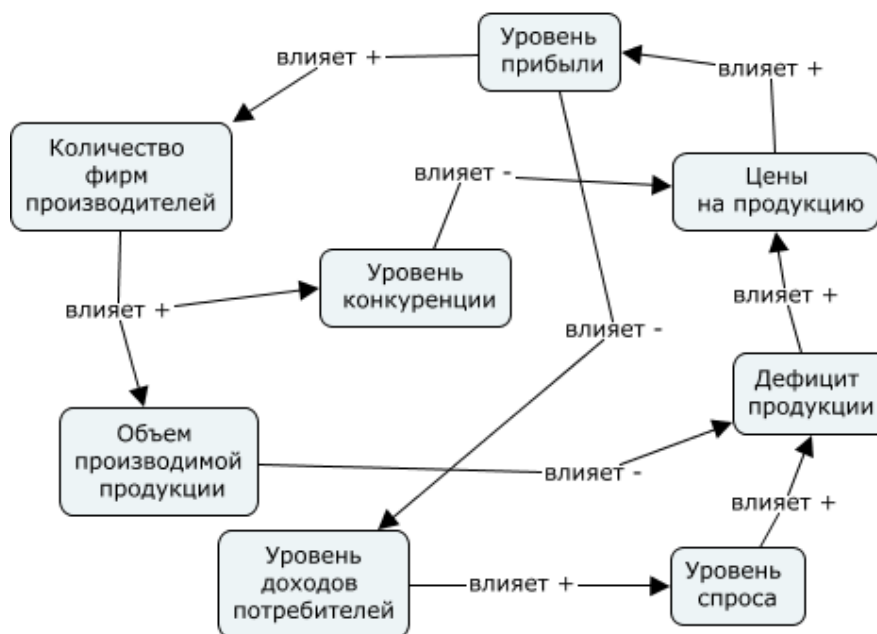 Уровень
прибыли
влияет +
влияет +
Количество
фирм
производителей
влияет -
Цены
на продукцию
Уровень
конкуренции
влияет +
влияет +
влияет -
Дефицит
продукции
Объем
производимой
продукции
влияет -
влияет +
Уровень
доходов
потребителей
влияет +
Уровень
спроса